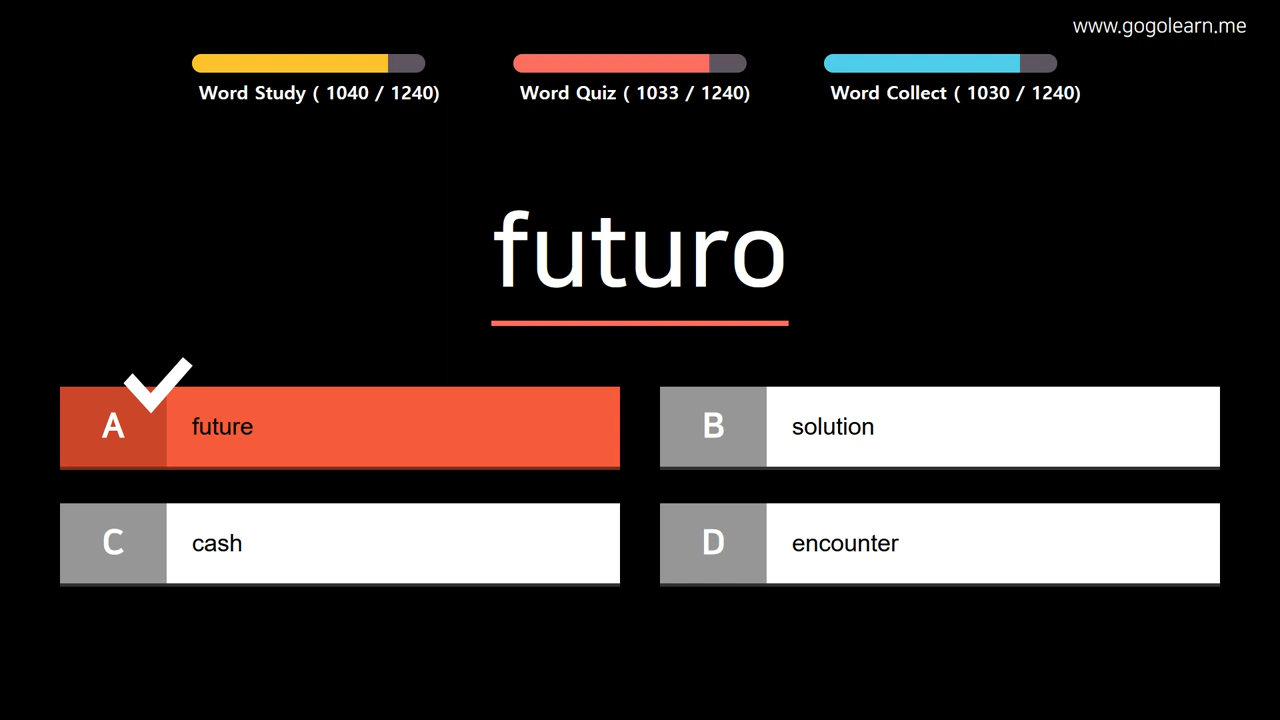 www.gogolearn.me
Word Study ( 1040 / 1240)
Word Quiz ( 1033 / 1240)
Word Collect ( 1030 / 1240)
futuro
A future
B solution
C cash
D encounter